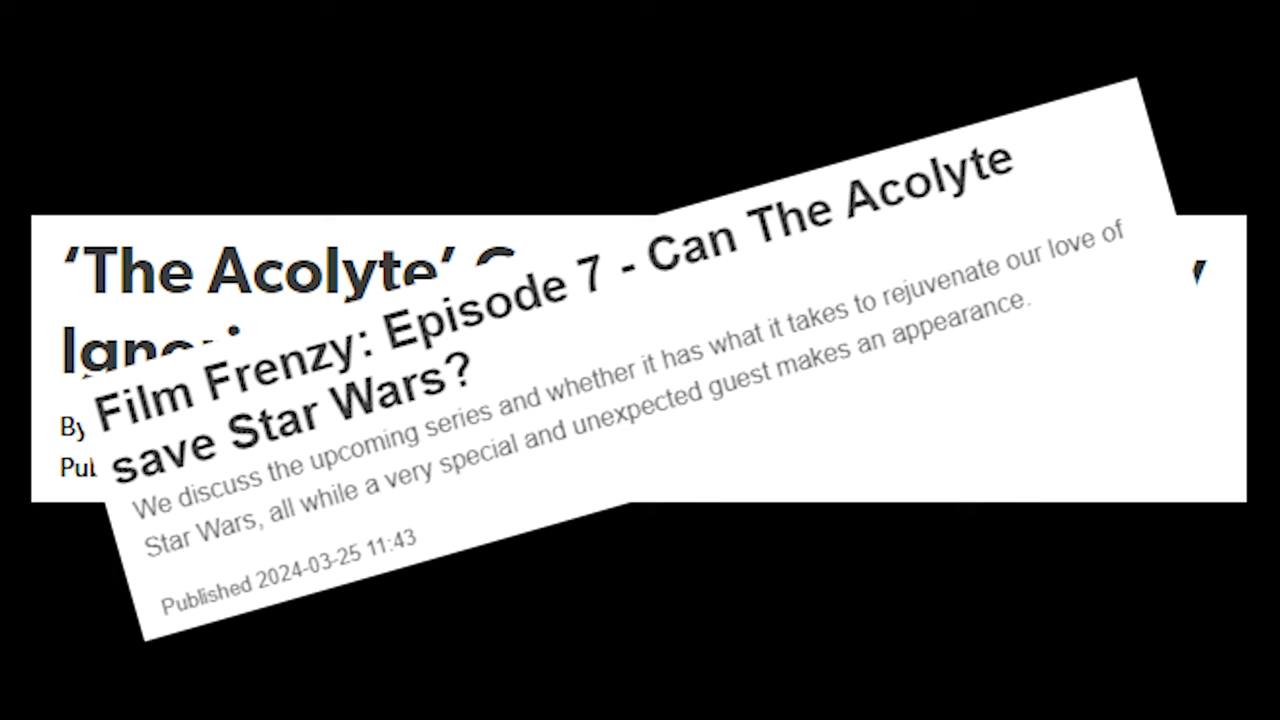 ‘The Acolyte’
By
Film Frenzy: Episode 7 - Can The Acolyte
save Star Wars?
We discuss the upcoming series and whether it has what it takes to rejuvenate our love of
Star Wars, all while a very special and unexpected guest makes an appearance.
Published 2024-03-25 11:43